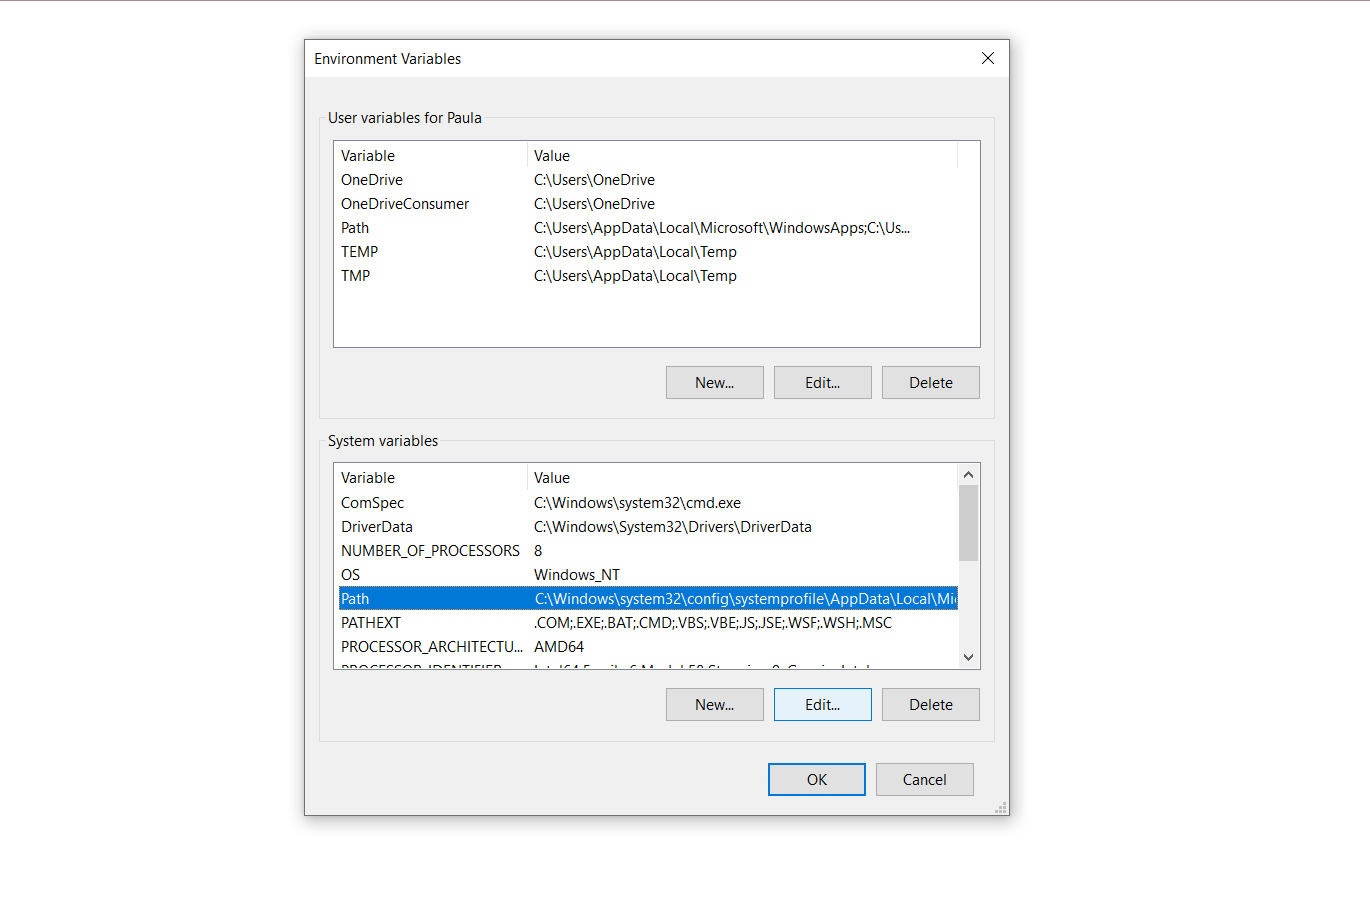 Environment Variables
User variables for Paula
Variable Value
OneDrive C:\Users\OneDrive
OneDriveConsumer C:\Users\OneDrive
Path C:\Users\AppData\Local\Microsoft\WindowsApps;C:\Us...
TEMP C:\Users\AppData\Local\Temp
TMP C:\Users\AppData\Local\Temp
New... Edit... Delete
System variables
Variable Value
ComSpec C:\Windows\system32\cmd.exe
DriverData C:\Windows\System32\Drivers\DriverData
NUMBER_OF_PROCESSORS 8
OS Windows_NT
Path C:\Windows\system32\config\systemprofile\AppData\Local\Mi
PATHEXT .COM;.EXE;.BAT;.CMD;.VBS;.VBE;.JS;.JSE;.WSF;.WSH;.MSC
PROCESSOR_ARCHITECTU... AMD64
New... Edit... Delete
OK Cancel